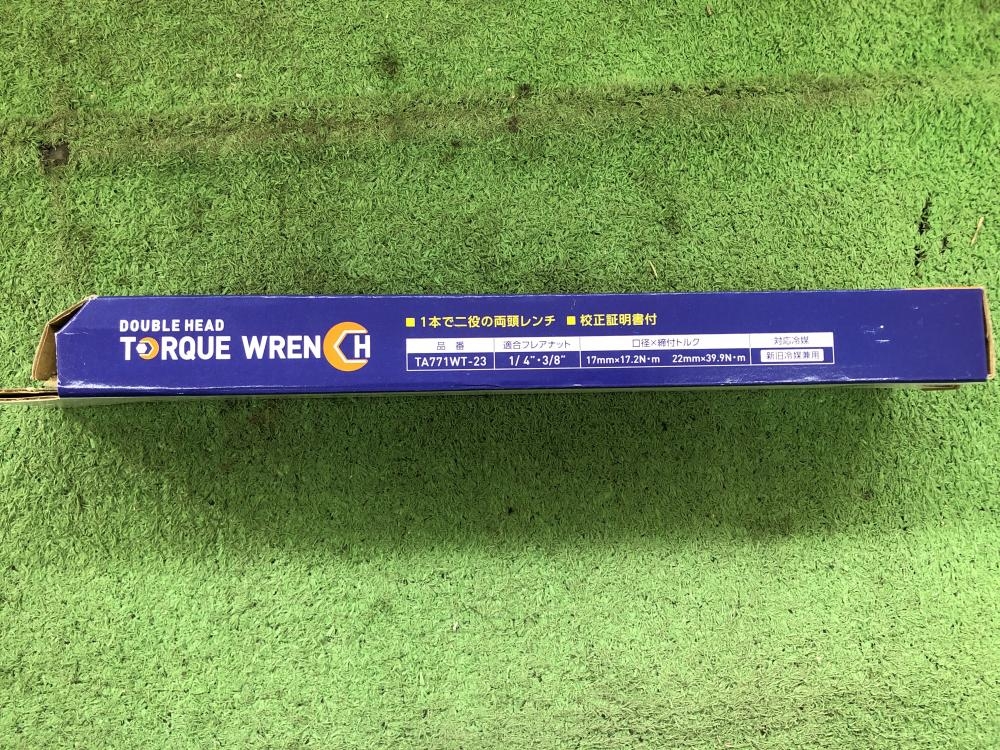 DOUBLE HEAD
TORQUE WRENCH
■ 1本で二役の両頭レンチ ■ 校正証明書付
品 番 適合フレアナット 口径×締付トルク 対応冷媒
TA771WT-23 1/4"・3/8" 17mm×17.2N・m 22mm×39.9N・m 新旧冷媒兼用